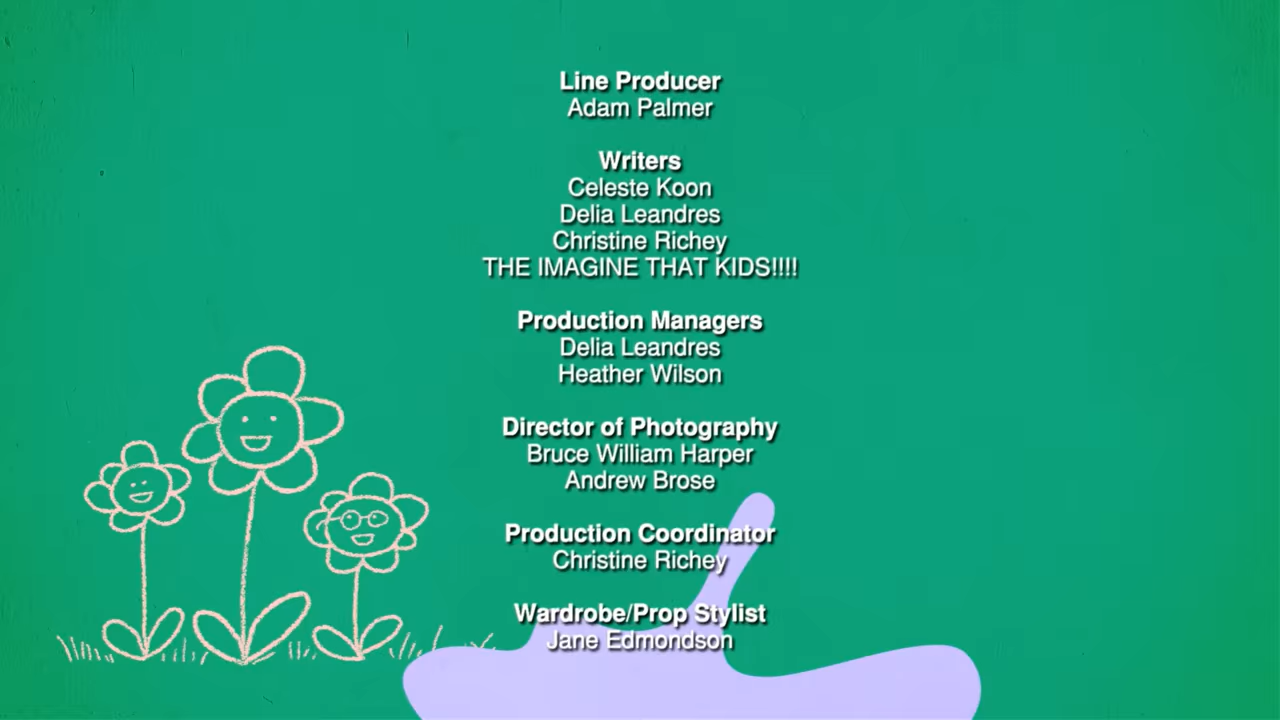 Line Producer
Adam Palmer
Writers
Celeste Koon
Delia Leandres
Christine Richey
THE IMAGINE THAT KIDS!!!!
Production Managers
Delia Leandres
Heather Wilson
Director of Photography
Bruce William Harper
Andrew Brose
Production Coordinator
Christine Richey
Wardrobe/Prop Stylist
Jane Edmondson